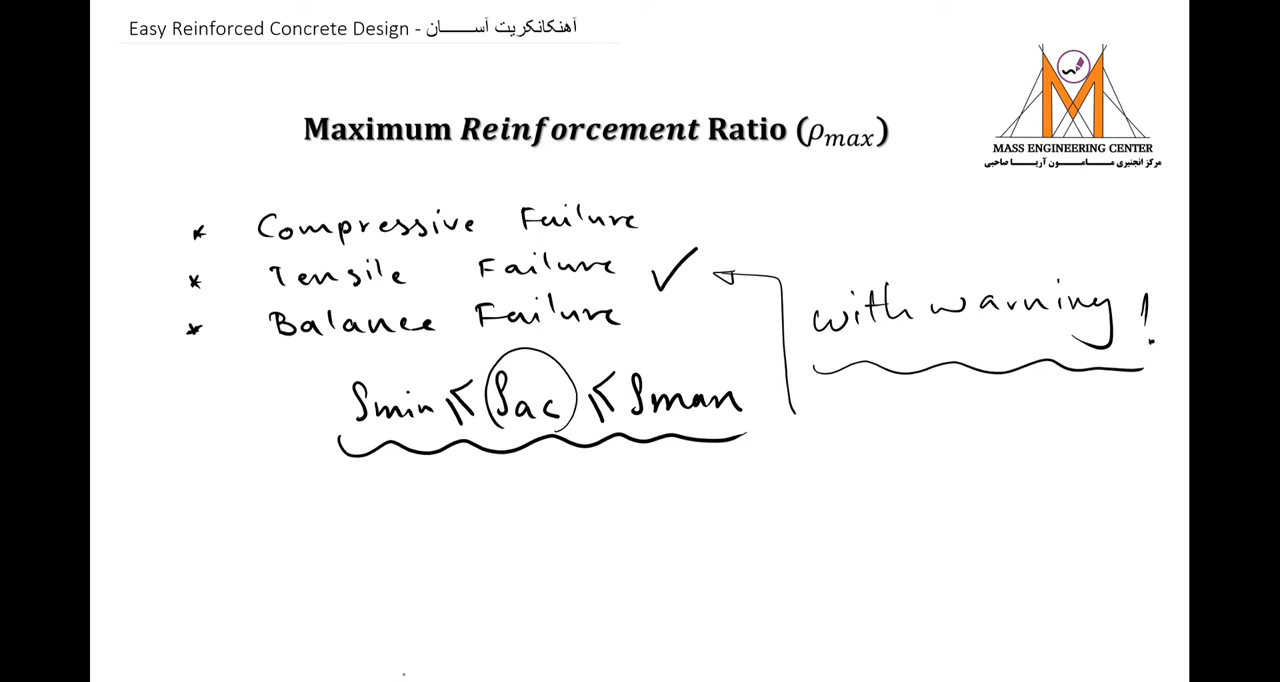 Easy Reinforced Concrete Design - آهنکانکریت آســـــان
MASS ENGINEERING CENTER
مرکز انجنیری مـــامـــون آریـــا صاحبی
Maximum Reinforcement Ratio (ρmax)
* Compressive Failure
* Tensile Failure ✓
* Balance Failure
with warning!
ρmin ≤ ρac ≤ ρmax